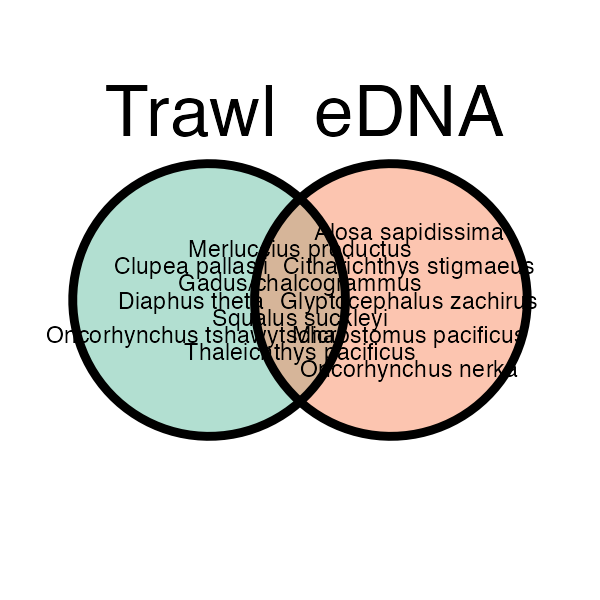 Trawl eDNA
Alosa sapidissima
Merluccius productus
Clupea pallasii
Citharichthys stigmaeus
Gadus chalcogrammus
Diaphus theta
Glyptocephalus zachirus
Squalus suckleyi
Oncorhynchus tshawytscha
Microstomus pacificus
Thaleichthys pacificus
Oncorhynchus nerka